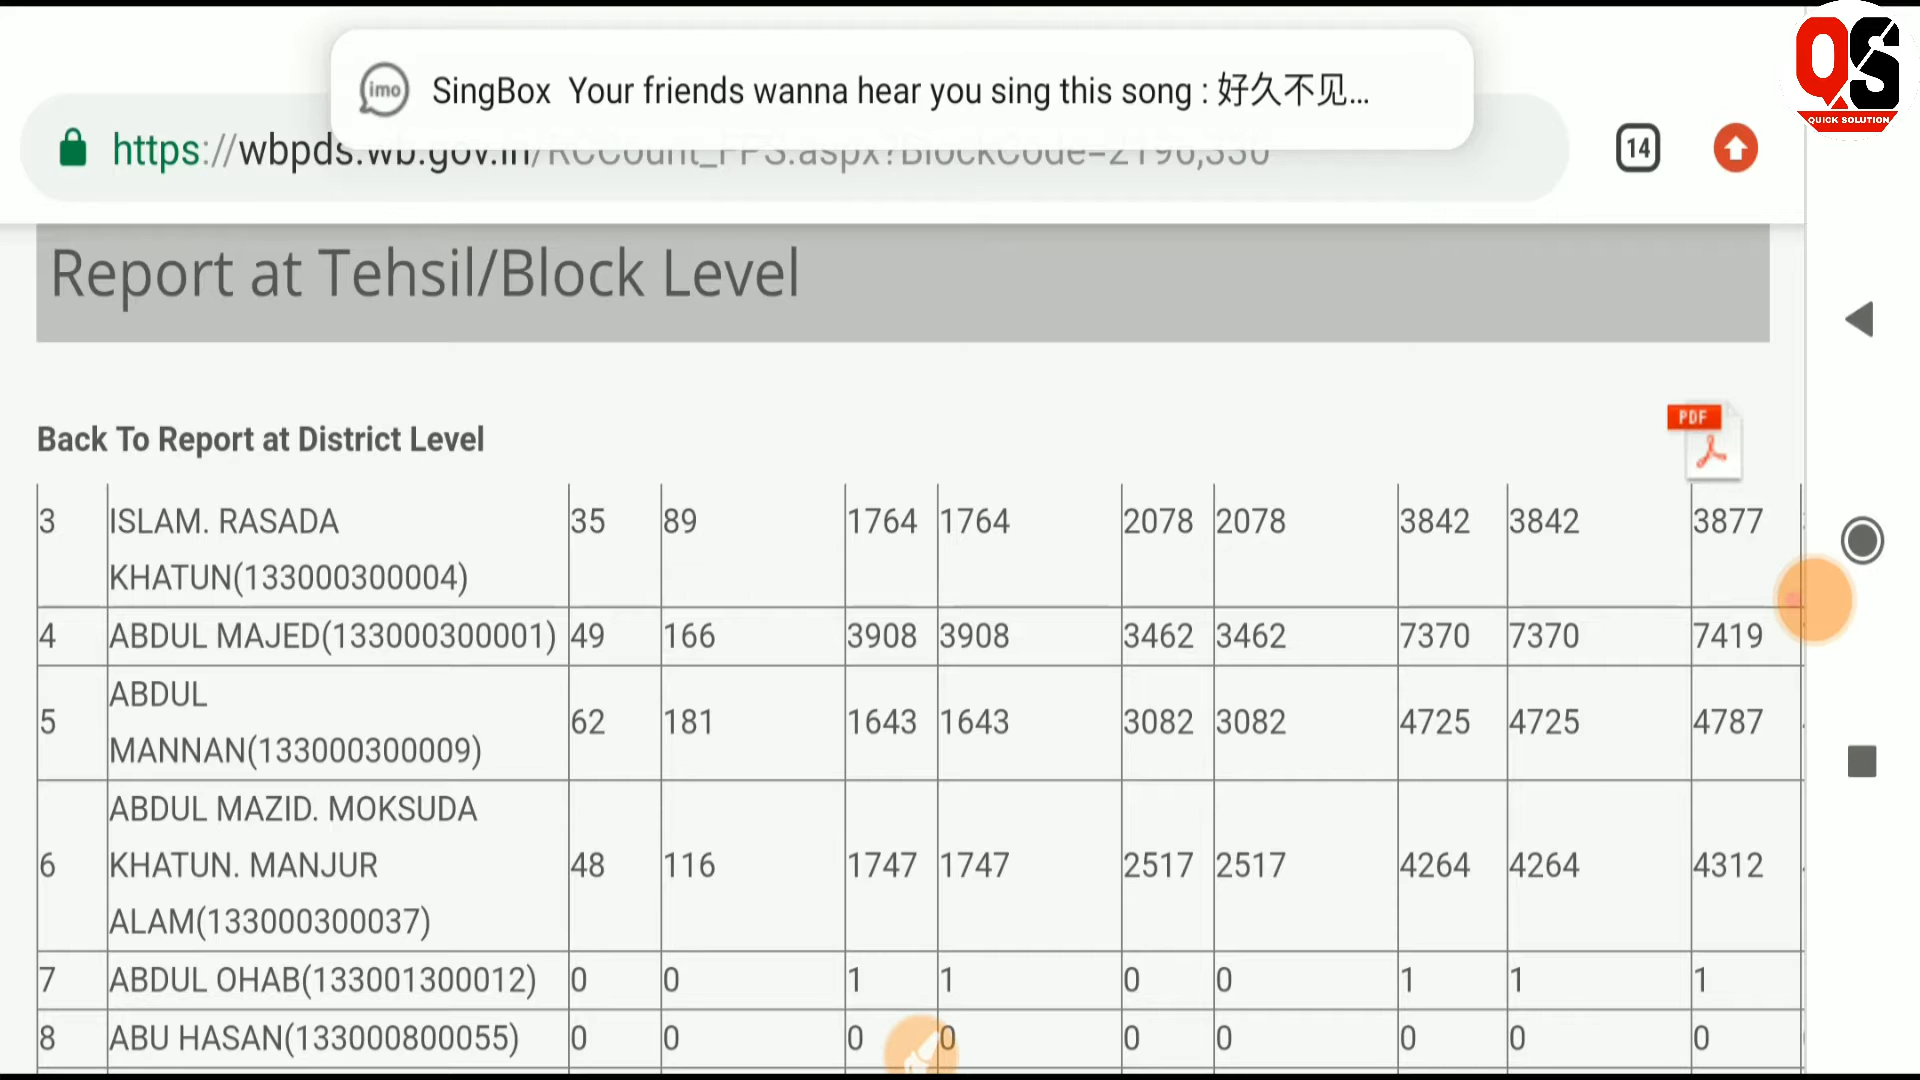 imo SingBox Your friends wanna hear you sing this song : 好久不见...
QS
QUICK SOLUTION
https://wbpds.wb.gov.in/RCCount_FPS.aspx?BlockCode=2196,330
14
Report at Tehsil/Block Level
Back To Report at District Level
PDF
3 ISLAM. RASADA KHATUN(133000300004) 35 89 1764 1764 2078 2078 3842 3842 3877
4 ABDUL MAJED(133000300001) 49 166 3908 3908 3462 3462 7370 7370 7419
5 ABDUL MANNAN(133000300009) 62 181 1643 1643 3082 3082 4725 4725 4787
6 ABDUL MAZID. MOKSUDA KHATUN. MANJUR ALAM(133000300037) 48 116 1747 1747 2517 2517 4264 4264 4312
7 ABDUL OHAB(133001300012) 0 0 1 1 0 0 1 1 1
8 ABU HASAN(133000800055) 0 0 0 0 0 0 0 0 0